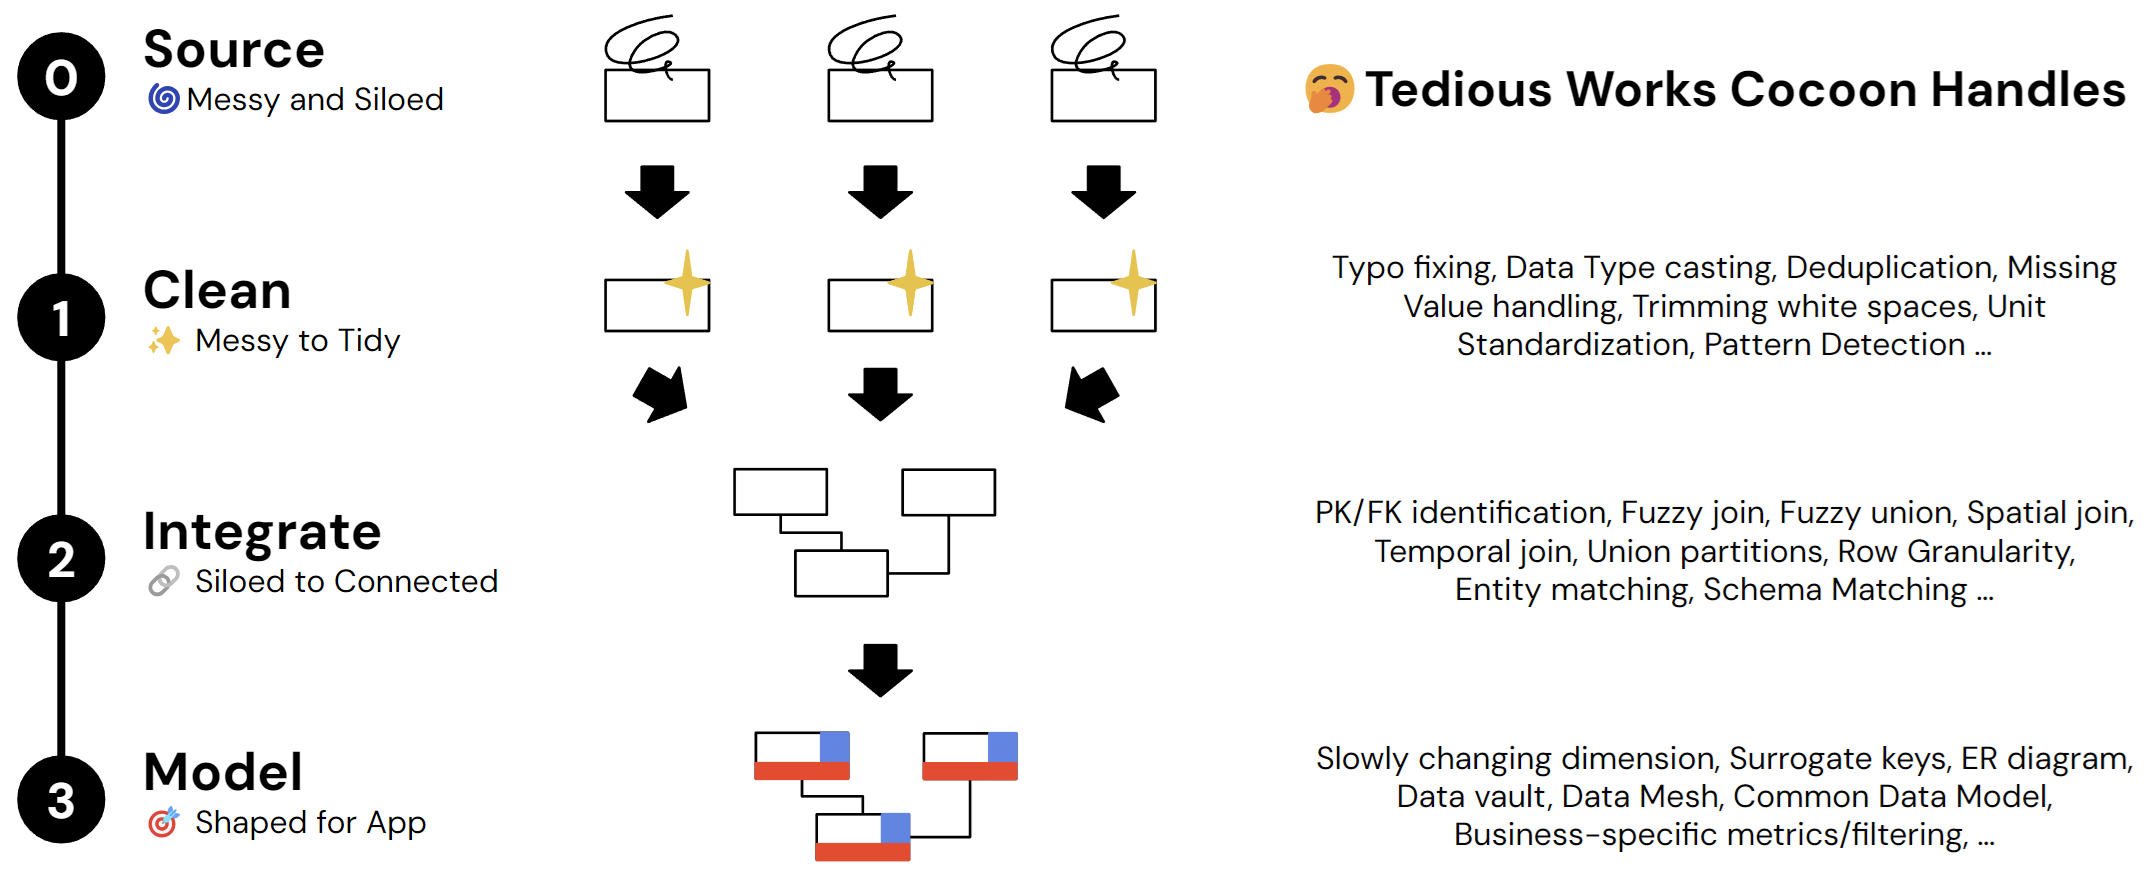 0
Source
Messy and Siloed
Tedious Works Cocoon Handles
1
Clean
Messy to Tidy
Typo fixing, Data Type casting, Deduplication, Missing
Value handling, Trimming white spaces, Unit
Standardization, Pattern Detection ...
2
Integrate
Siloed to Connected
PK/FK identification, Fuzzy join, Fuzzy union, Spatial join,
Temporal join, Union partitions, Row Granularity,
Entity matching, Schema Matching ...
3
Model
Shaped for App
Slowly changing dimension, Surrogate keys, ER diagram,
Data vault, Data Mesh, Common Data Model,
Business-specific metrics/filtering, ...